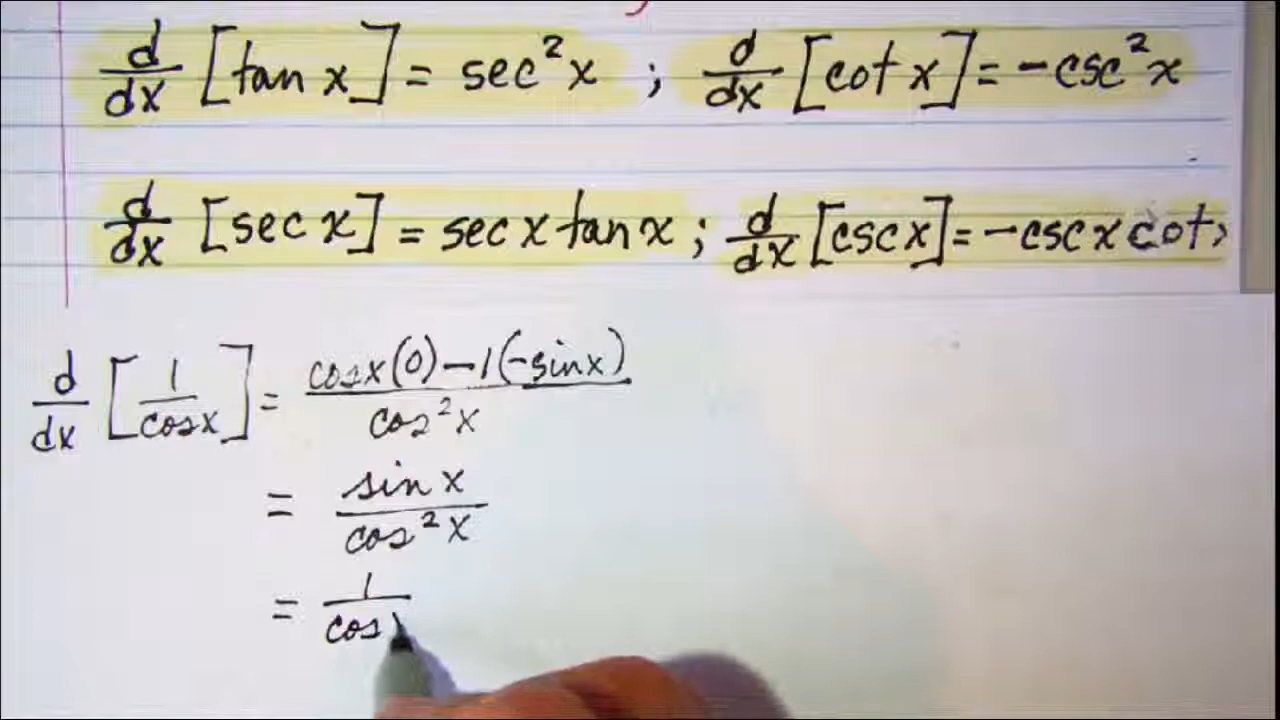 d/dx [tan x] = sec²x ; d/dx [cot x] = -csc²x
d/dx [sec x] = sec x tan x ; d/dx [csc x] = -csc x cot
d/dx [1/cos x] = cos x (0) - 1(-sin x) / cos²x
= sin x / cos²x
= 1 / cos